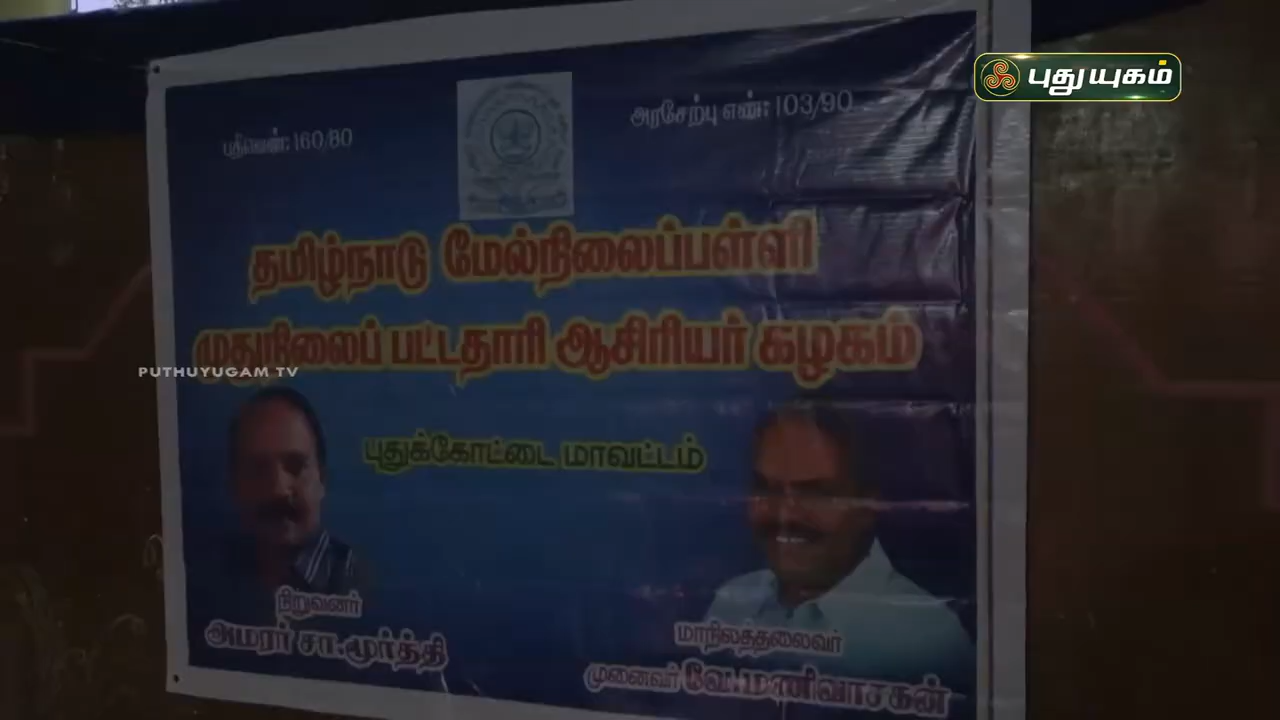 புதுயுகம்
பதிவெண்: 160/80
அரசேற்பு எண்: 103/90
தமிழ்நாடு மேல்நிலைப்பள்ளி
முதுநிலைப் பட்டதாரி ஆசிரியர் கழகம்
PUTHUYUGAM TV
புதுக்கோட்டை மாவட்டம்
நிறுவனர்
அமரர் சா.மூர்த்தி
மாநிலத்தலைவர்
முனைவர் வே.மணிவாசகன்